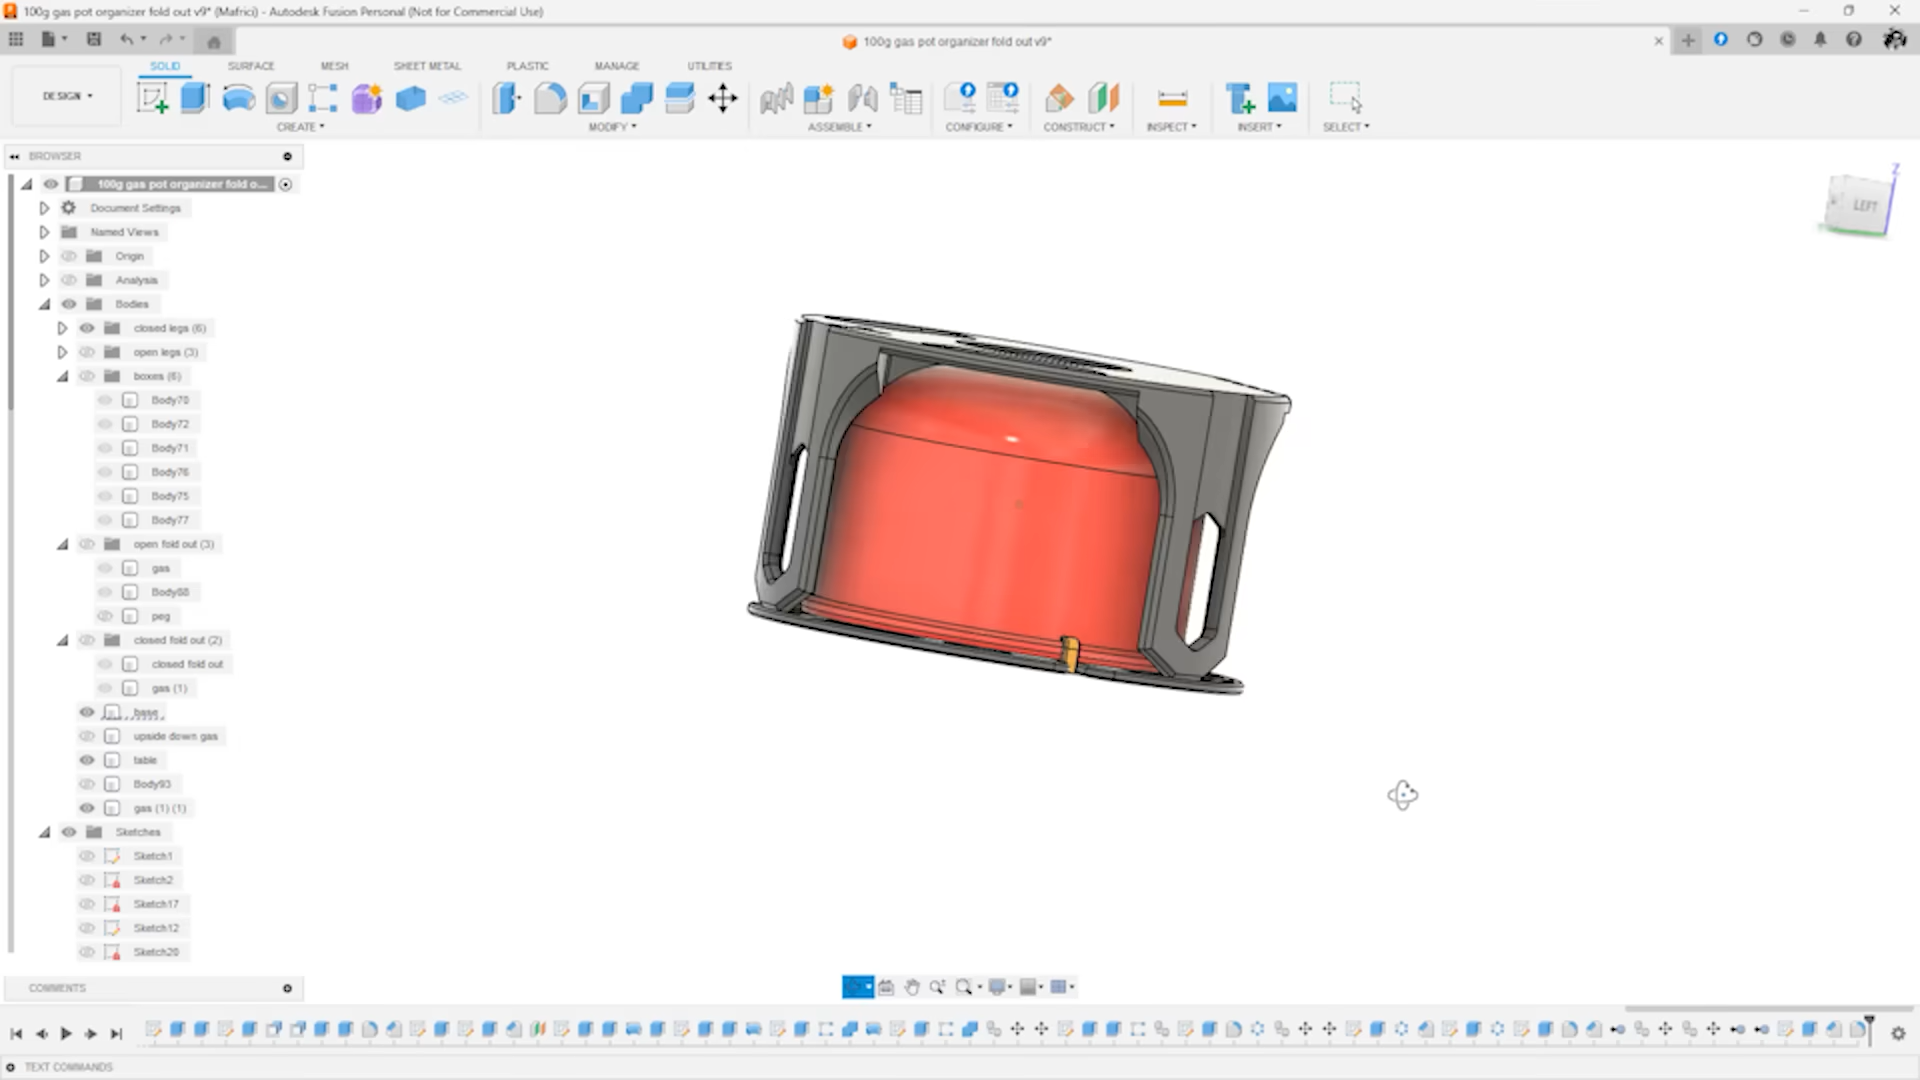 100g gas pot organizer fold out v9* (Mafrici) - Autodesk Fusion Personal (Not for Commercial Use)
100g gas pot organizer fold out v9*
DESIGN
SOLID SURFACE MESH SHEET METAL PLASTIC MANAGE UTILITIES
CREATE MODIFY ASSEMBLE CONFIGURE CONSTRUCT INSPECT INSERT SELECT
BROWSER
100g gas pot organizer fold o...
Document Settings
Named Views
Origin
Analysis
Bodies
closed legs (6)
open legs (3)
boxes (6)
Body70
Body72
Body71
Body76
Body75
Body77
open fold out (3)
gas
Body68
peg
closed fold out (2)
closed fold out
gas (1)
base
upside down gas
table
Body93
gas (1) (1)
Sketches
Sketch1
Sketch2
Sketch17
Sketch12
Sketch20
Z
LEFT
COMMENTS
TEXT COMMANDS